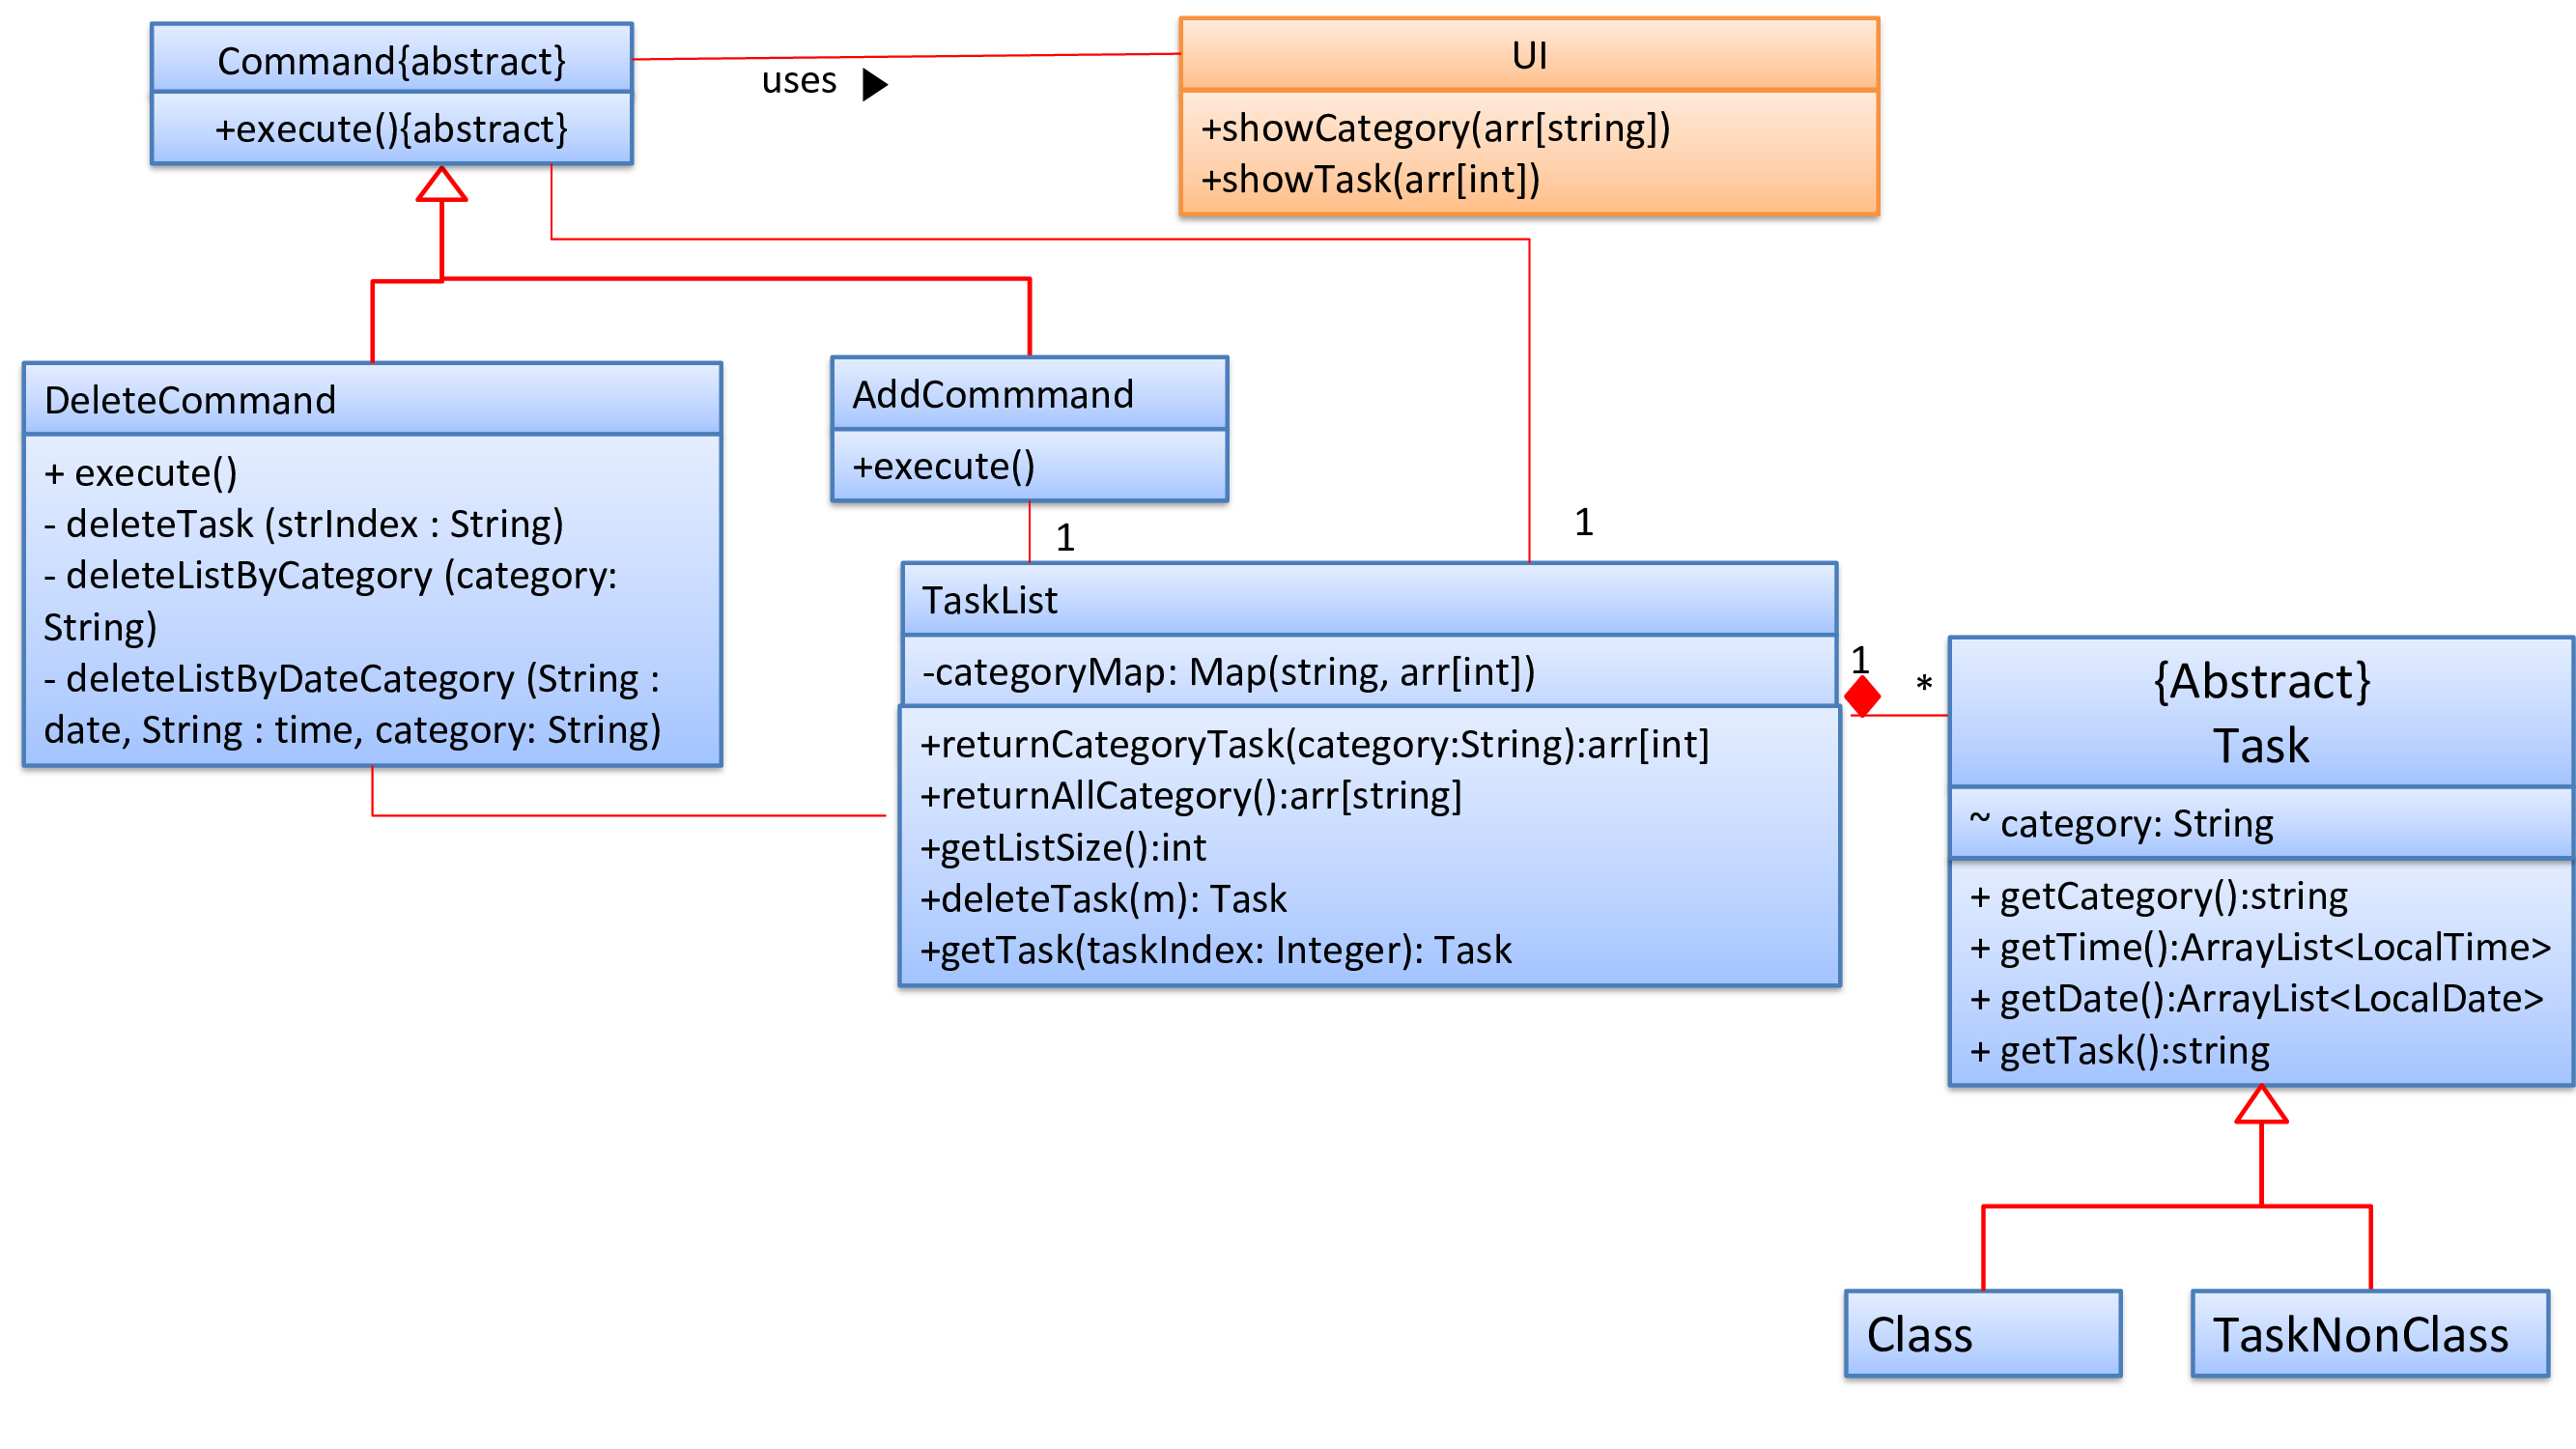 Command{abstract}
+execute(){abstract}
uses
UI
+showCategory(arr[string])
+showTask(arr[int])
DeleteCommand
+ execute()
- deleteTask (strIndex : String)
- deleteListByCategory (category:
String)
- deleteListByDateCategory (String :
date, String : time, category: String)
AddCommmand
+execute()
1
1
TaskList
-categoryMap: Map(string, arr[int])
+returnCategoryTask(category:String):arr[int]
+returnAllCategory():arr[string]
+getListSize():int
+deleteTask(m): Task
+getTask(taskIndex: Integer): Task
1
*
{Abstract}
Task
~ category: String
+ getCategory():string
+ getTime():ArrayList<LocalTime>
+ getDate():ArrayList<LocalDate>
+ getTask():string
Class
TaskNonClass